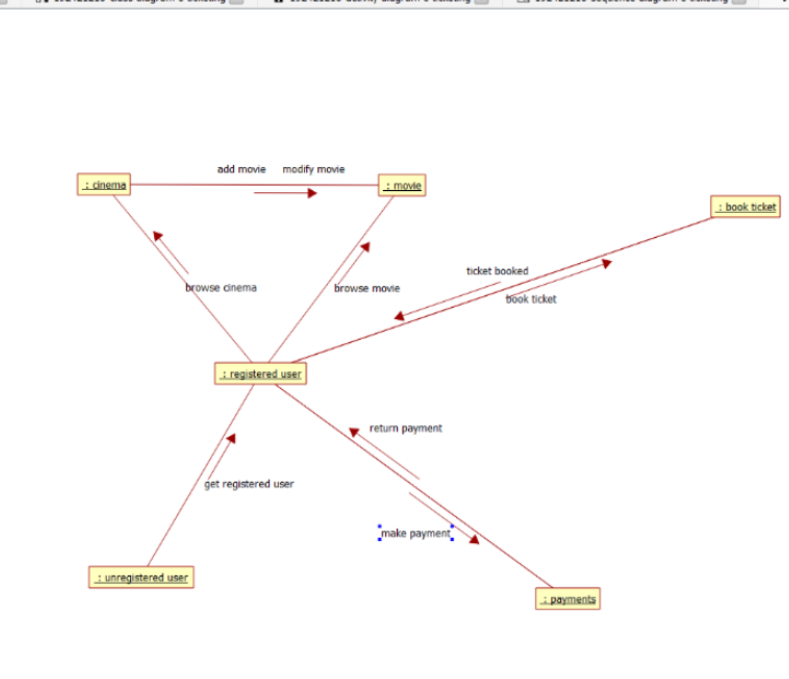 add movie modify movie
: cinema
: movie
: book ticket
ticket booked
browse cinema
browse movie
book ticket
: registered user
return payment
get registered user
make payment
: unregistered user
: payments